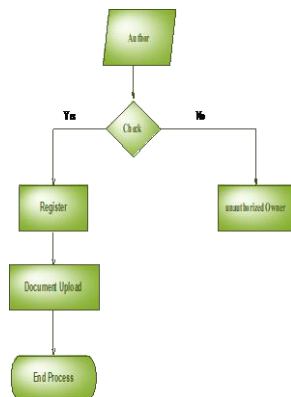 Author
Yes
No
Check
Register
unauthorized Owner
Document Upload
End Process